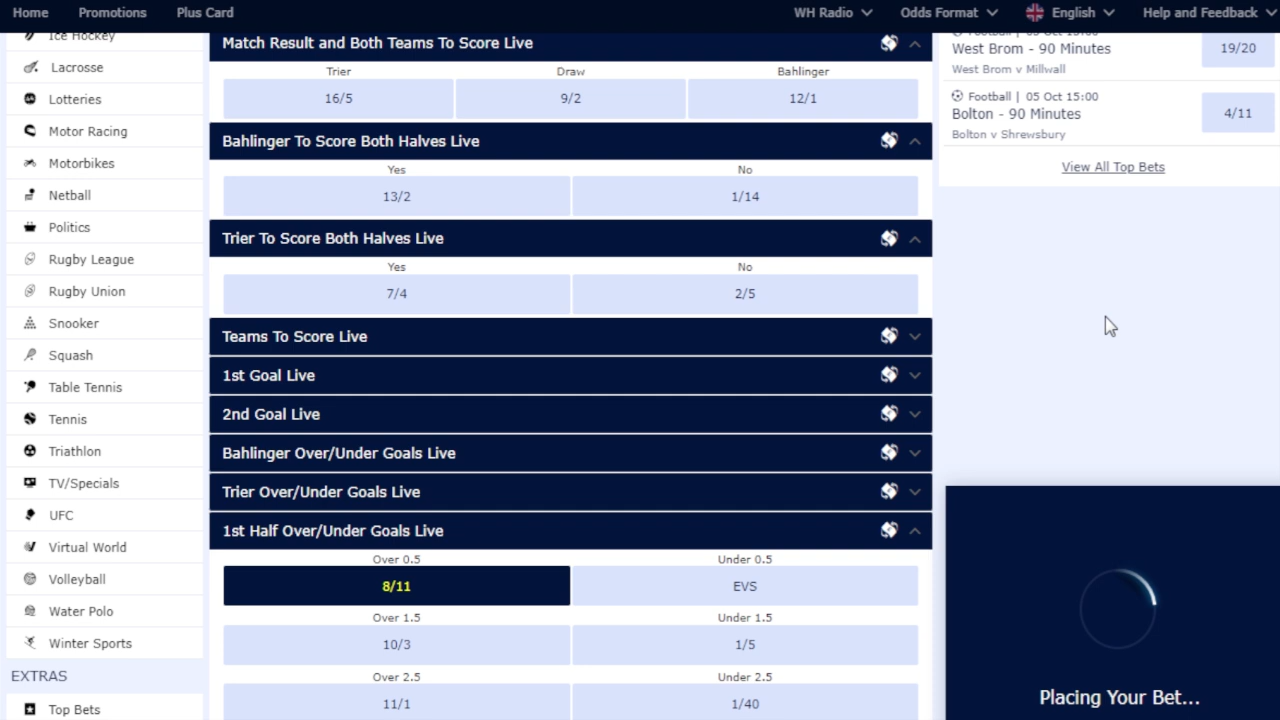 Home Promotions Plus Card WH Radio Odds Format English Help and Feedback
Ice Hockey
Lacrosse
Lotteries
Motor Racing
Motorbikes
Netball
Politics
Rugby League
Rugby Union
Snooker
Squash
Table Tennis
Tennis
Triathlon
TV/Specials
UFC
Virtual World
Volleyball
Water Polo
Winter Sports
EXTRAS
Top Bets
Match Result and Both Teams To Score Live
Trier Draw Bahlinger
16/5 9/2 12/1
Bahlinger To Score Both Halves Live
Yes No
13/2 1/14
Trier To Score Both Halves Live
Yes No
7/4 2/5
Teams To Score Live
1st Goal Live
2nd Goal Live
Bahlinger Over/Under Goals Live
Trier Over/Under Goals Live
1st Half Over/Under Goals Live
Over 0.5 Under 0.5
8/11 EVS
Over 1.5 Under 1.5
10/3 1/5
Over 2.5 Under 2.5
11/1 1/40
Football | 05 Oct 15:00
West Brom - 90 Minutes 19/20
West Brom v Millwall
Football | 05 Oct 15:00
Bolton - 90 Minutes 4/11
Bolton v Shrewsbury
View All Top Bets
Placing Your Bet...